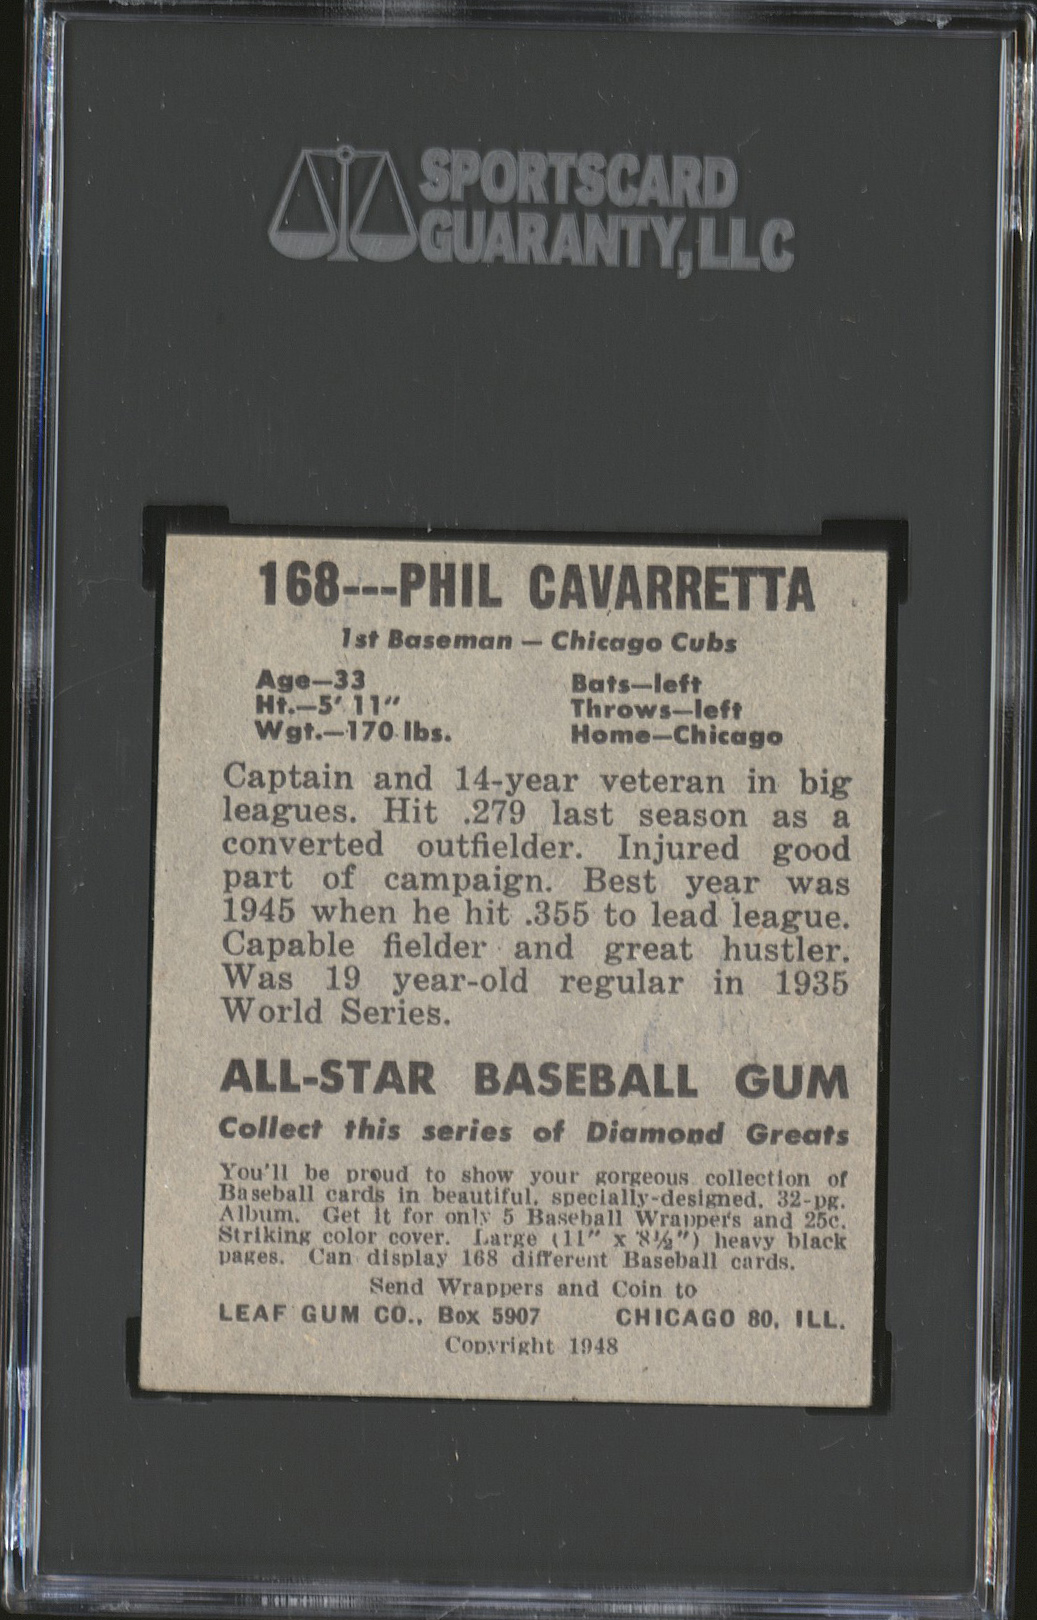 SPORTSCARD
GUARANTY, LLC
168---PHIL CAVARRETTA
1st Baseman — Chicago Cubs
Age—33 Bats—left
Ht.—5' 11" Throws—left
Wgt.—170 lbs. Home—Chicago
Captain and 14-year veteran in big
leagues. Hit .279 last season as a
converted outfielder. Injured good
part of campaign. Best year was
1945 when he hit .355 to lead league.
Capable fielder and great hustler.
Was 19 year-old regular in 1935
World Series.
ALL-STAR BASEBALL GUM
Collect this series of Diamond Greats
You'll be proud to show your gorgeous collection of
Baseball cards in beautiful, specially-designed, 32-pg.
Album. Get it for only 5 Baseball Wrappers and 25c.
Striking color cover. Large (11" x 8½") heavy black
pages. Can display 168 different Baseball cards.
Send Wrappers and Coin to
LEAF GUM CO., Box 5907 CHICAGO 80, ILL.
Copyright 1948